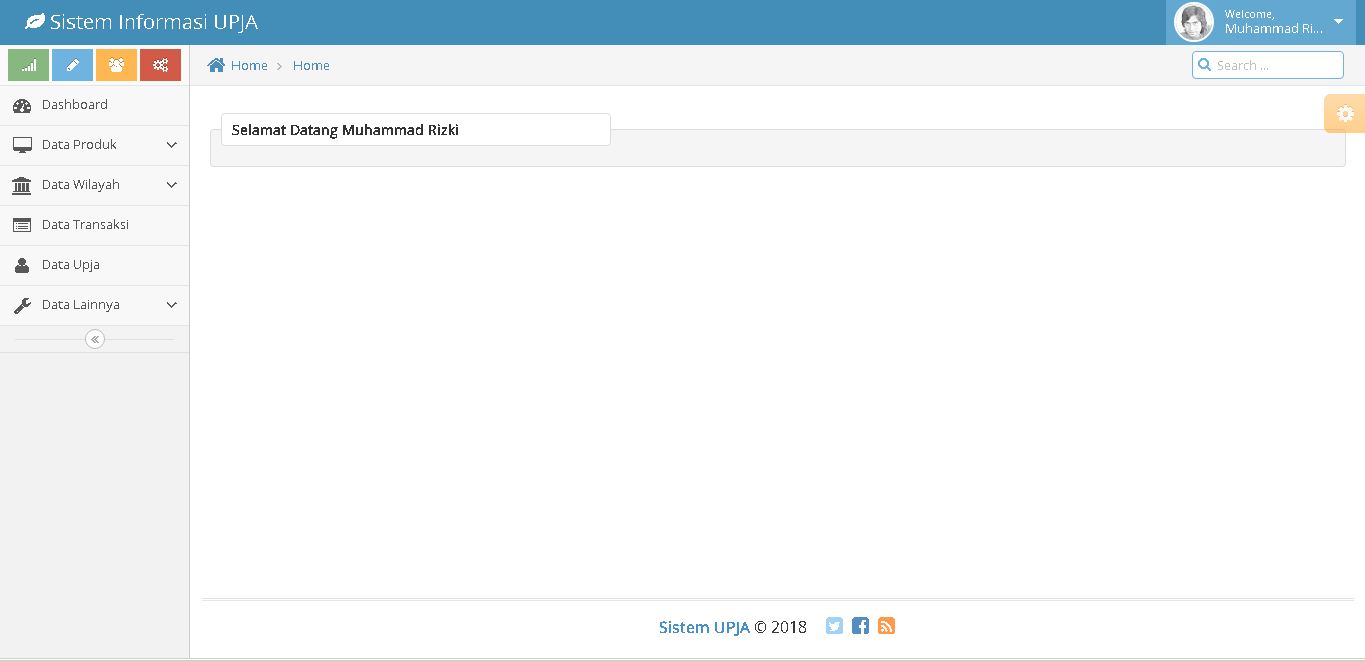 Sistem Informasi UPJA
Welcome,
Muhammad Ri...
Home > Home
Search ...
Dashboard
Data Produk
Data Wilayah
Data Transaksi
Data Upja
Data Lainnya
Selamat Datang Muhammad Rizki
Sistem UPJA © 2018